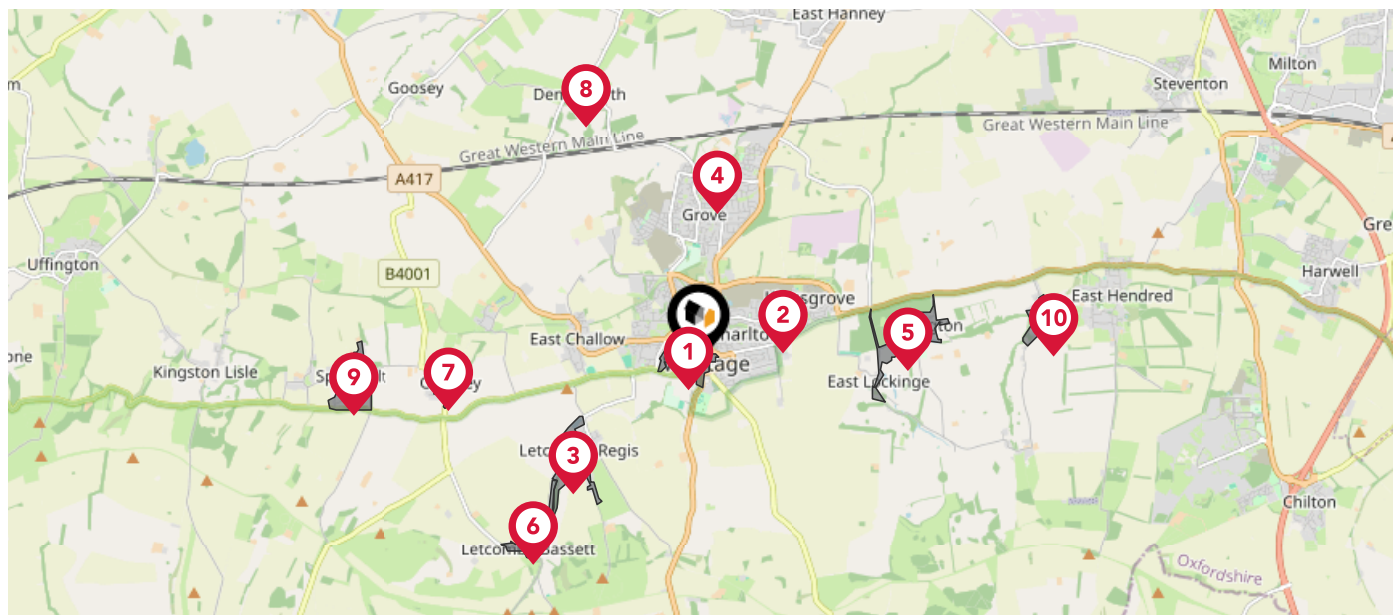 East Hanney
Milton
Steventon
Goosey
8
Great Western Main Line
Great Western Main Line
A417
4
Grove
Uffington
B4001
Harwell
East Hendred
2
10
5
East Challow
1
Kingston Lisle
9
7
East Lockinge
3
6
Chilton
Oxfordshire